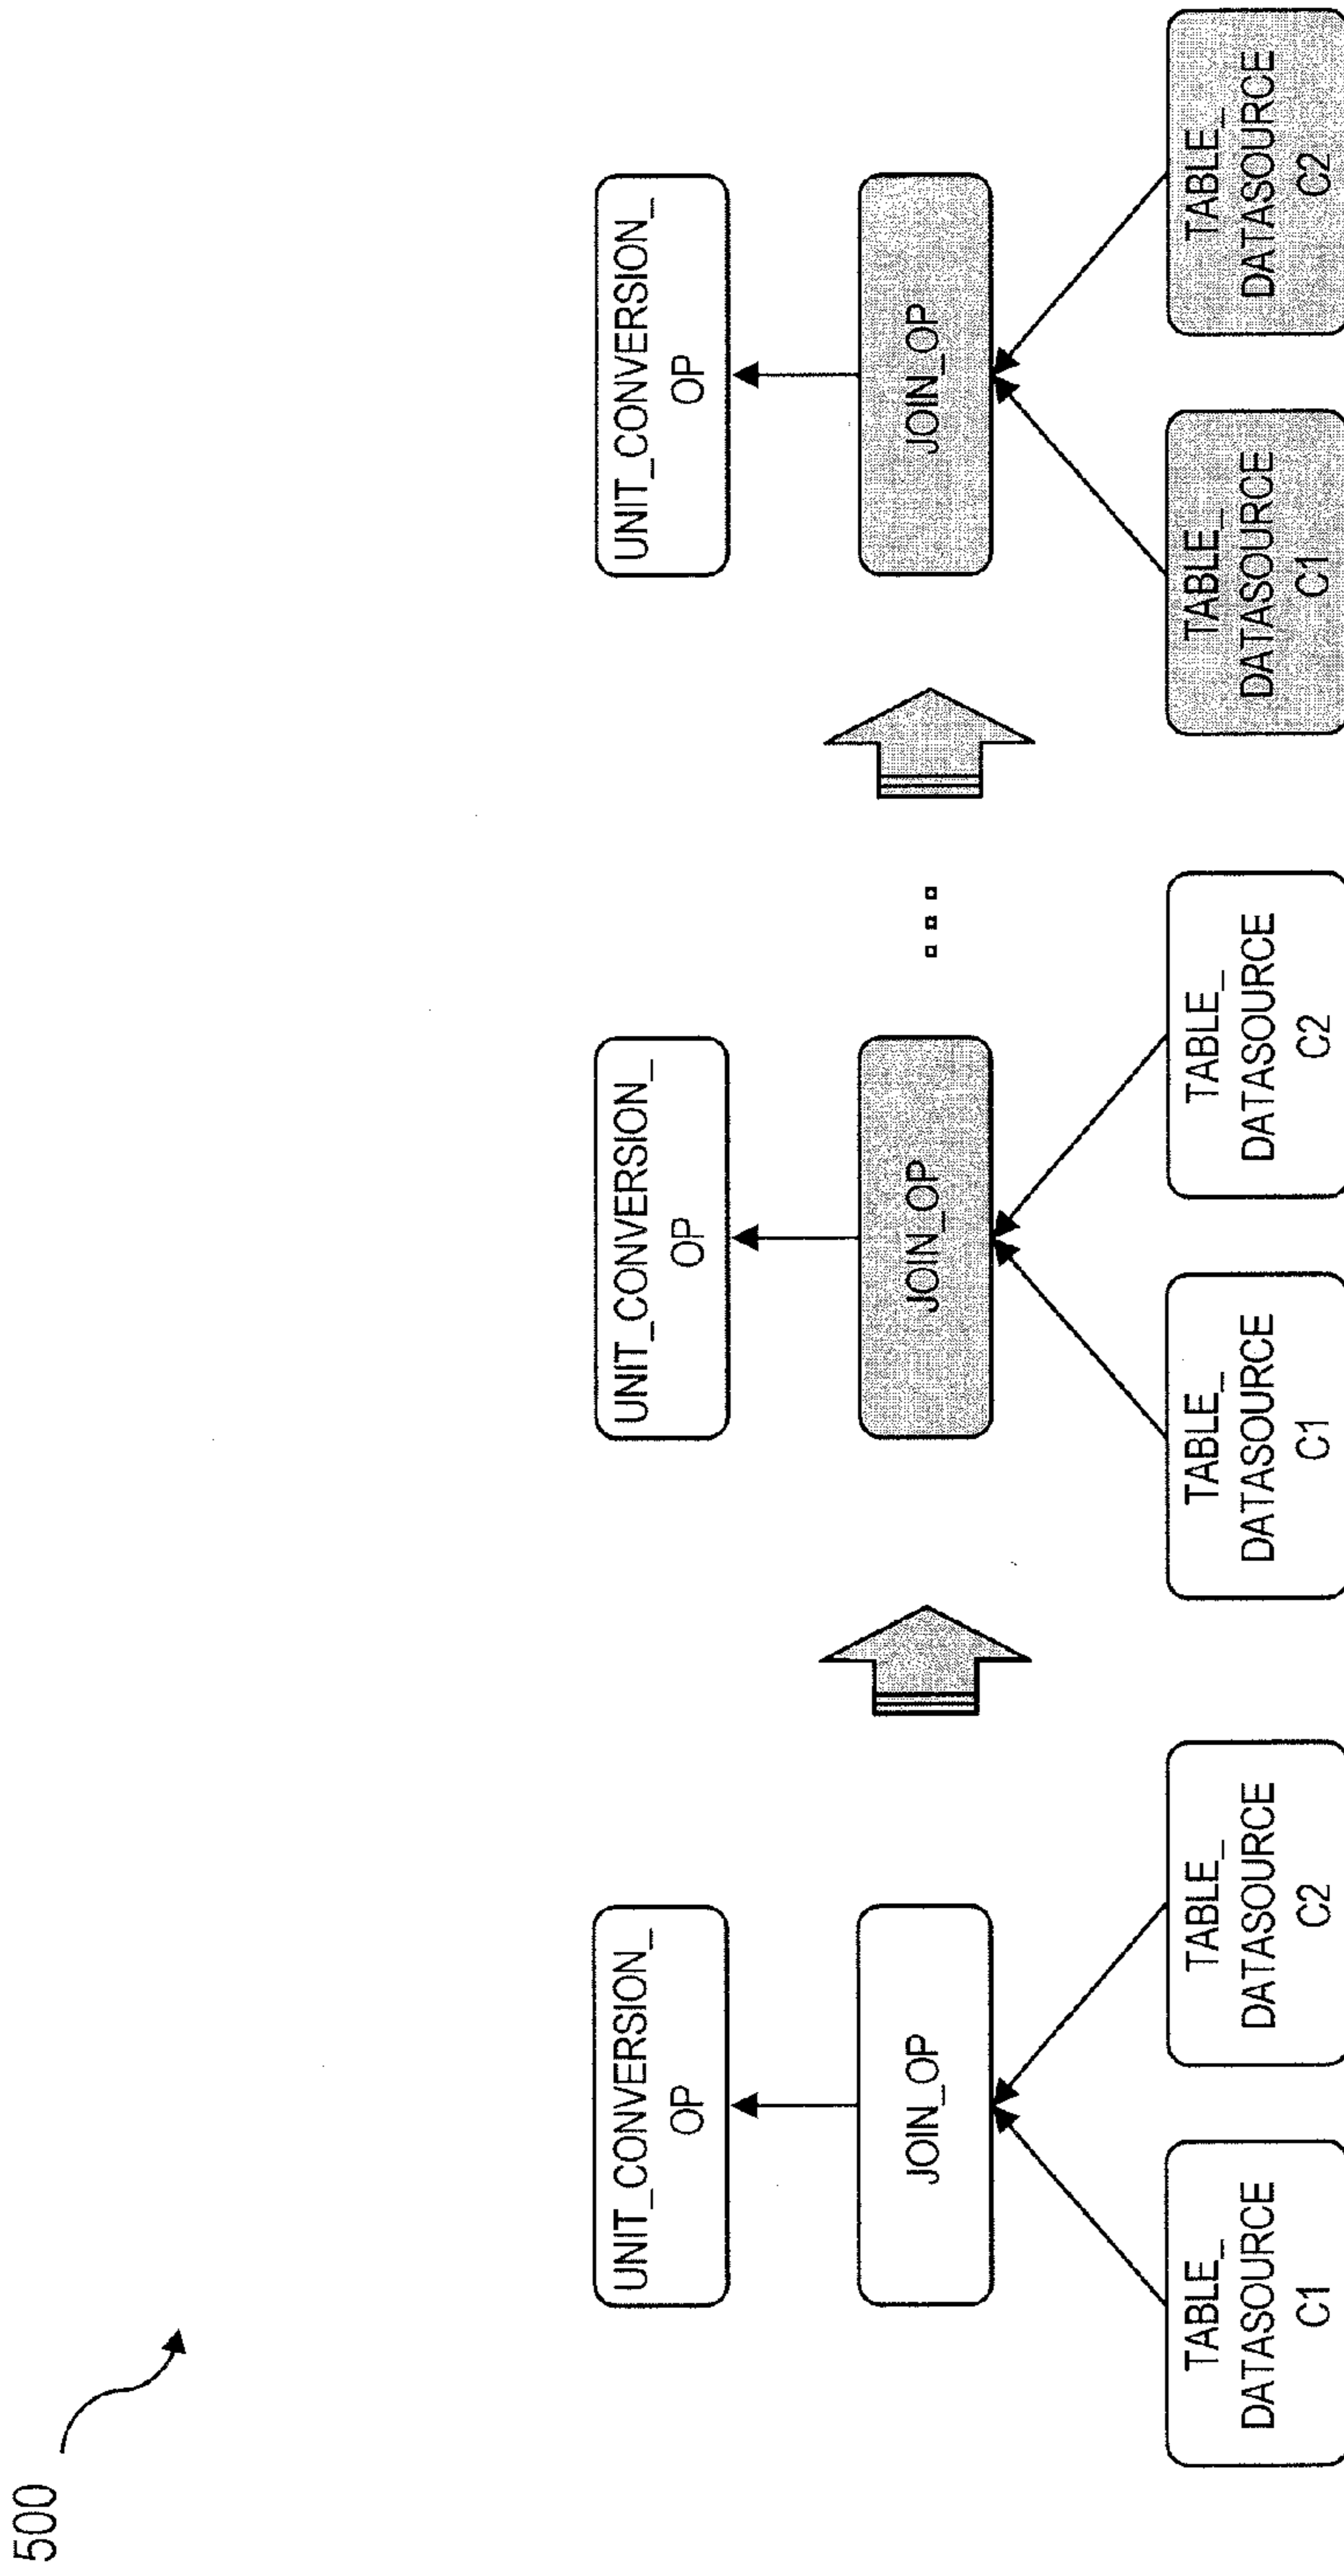 500
UNIT_CONVERSION_
OP
JOIN_OP
TABLE_
DATASOURCE
C1
TABLE_
DATASOURCE
C2
UNIT_CONVERSION_
OP
JOIN_OP
TABLE_
DATASOURCE
C1
TABLE_
DATASOURCE
C2
UNIT_CONVERSION_
OP
JOIN_OP
TABLE_
DATASOURCE
C1
TABLE_
DATASOURCE
C2